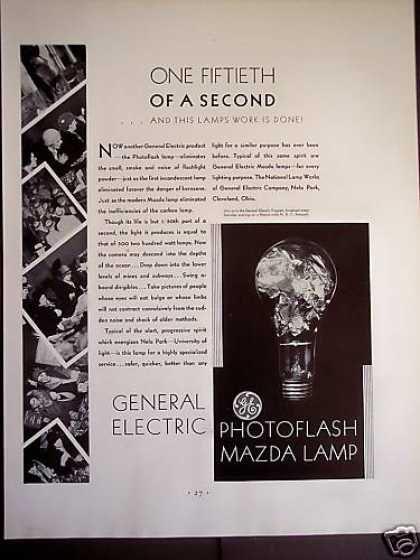 ONE FIFTIETH
OF A SECOND
... AND THIS LAMPS WORK IS DONE!
NOW another General Electric product
—the Photoflash lamp—eliminates
the smell, smoke and noise of flashlight
powder—just as the first incandescent lamp
eliminated forever the danger of kerosene.
Just as the modern Mazda lamp eliminated
the inefficiencies of the carbon lamp.
Though its life is but 1/50th part of a
second, the light it produces is equal to
that of 500 two hundred watt lamps. Now
the camera may descend into the depths
of the ocean... Drop down into the lower
levels of mines and subways... Swing a-
board dirigibles... Take pictures of people
whose eyes will not bulge or whose limbs
will not contract convulsively from the sud-
den noise and shock of older methods.
Typical of the alert, progressive spirit
which energizes Nela Park—University of
light—is this lamp for a highly specialized
service...safer, quicker, better than any
light for a similar purpose has ever been
before. Typical of this same spirit are
General Electric Mazda lamps—for every
lighting purpose. The National Lamp Works
of General Electric Company, Nela Park,
Cleveland, Ohio.
GENERAL
ELECTRIC
GE
PHOTOFLASH
MAZDA LAMP
· 27 ·